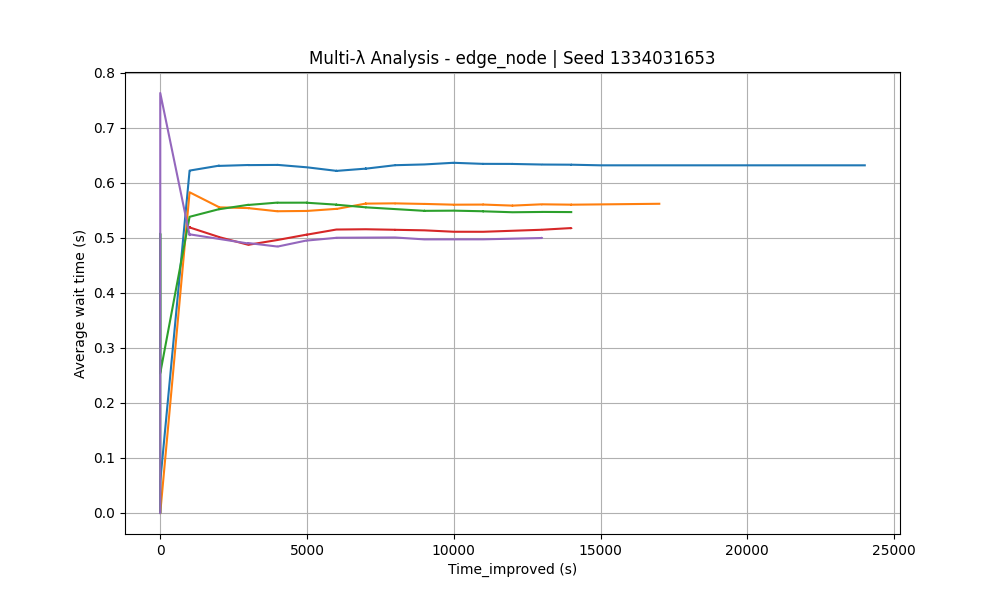 Multi-λ Analysis - edge_node | Seed 1334031653
0.8
0.7
0.6
0.5
0.4
0.3
0.2
0.1
0.0
Average wait time (s)
0 5000 10000 15000 20000 25000
Time_improved (s)